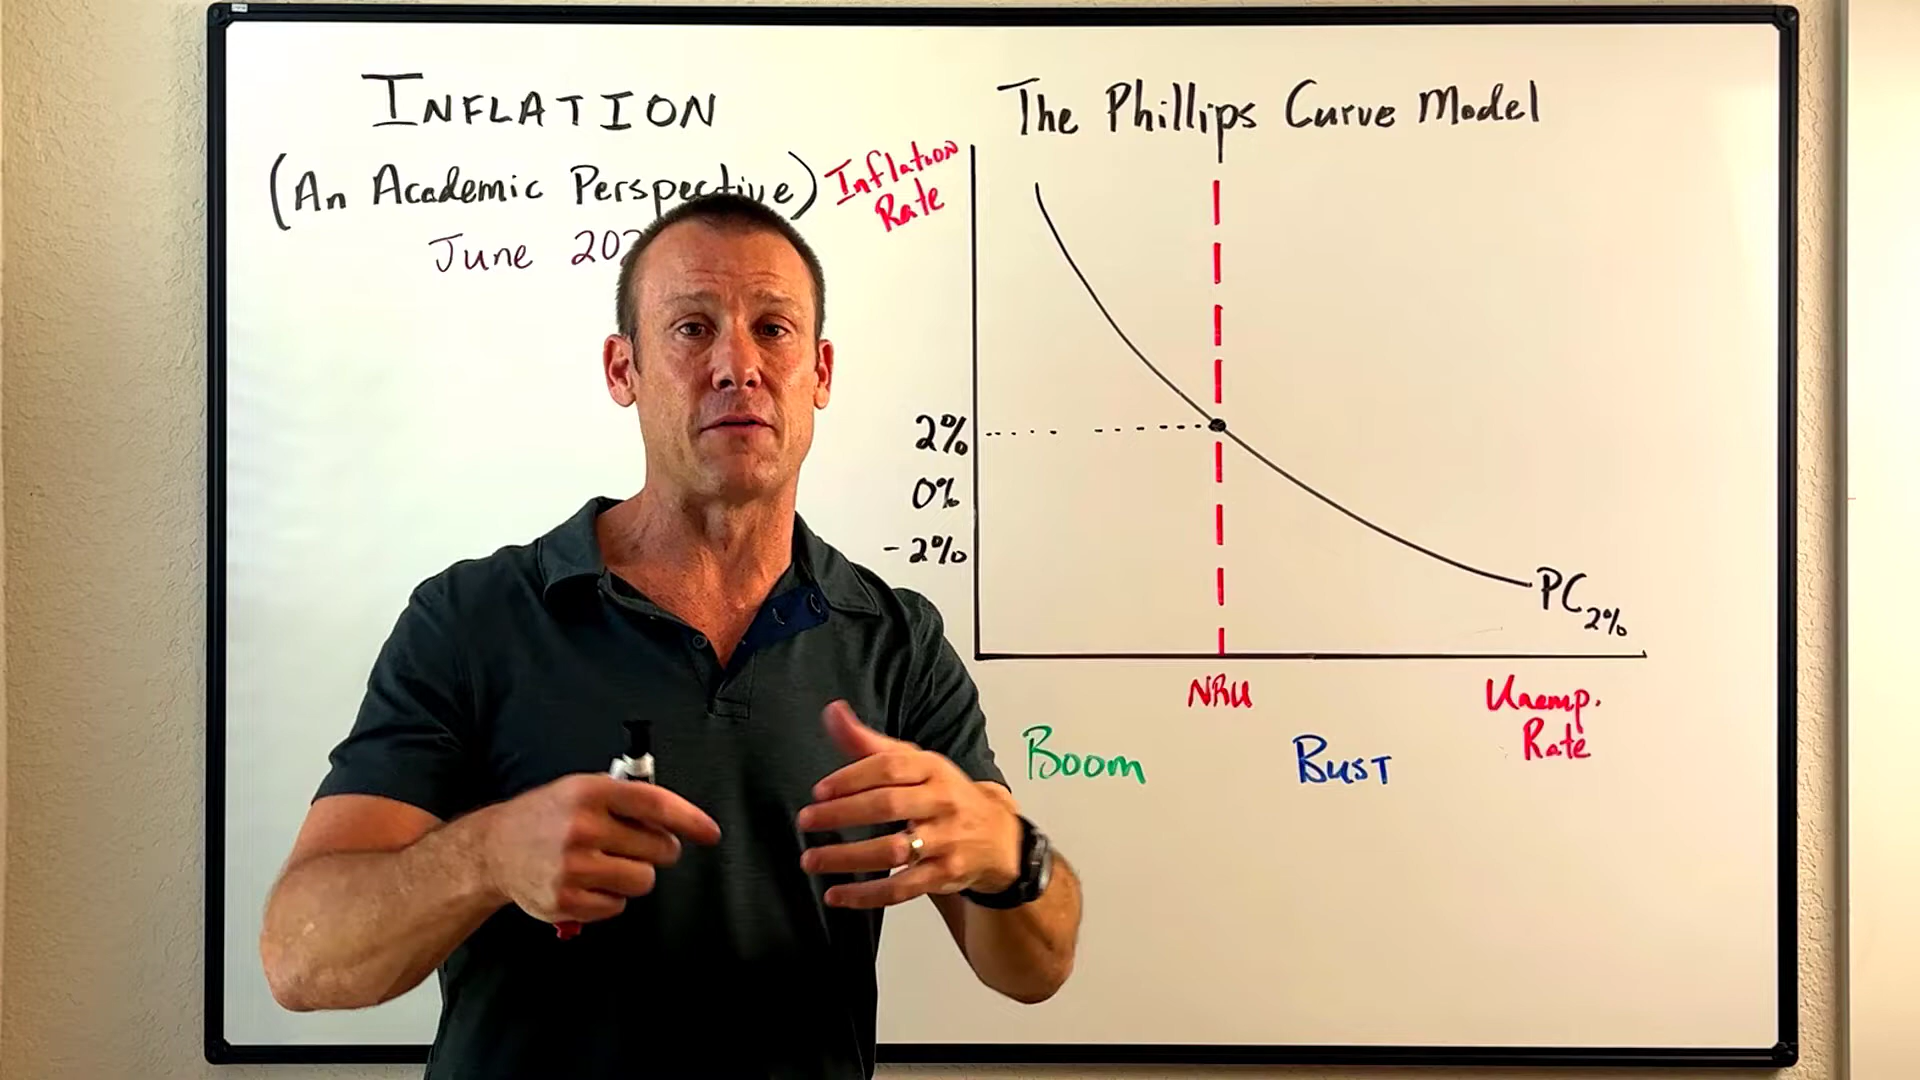 INFLATION
(An Academic Perspective)
June
The Phillips Curve Model
Inflation
Rate
2%
0%
-2%
PC2%
NRU
Unemp.
Rate
Boom
BUST